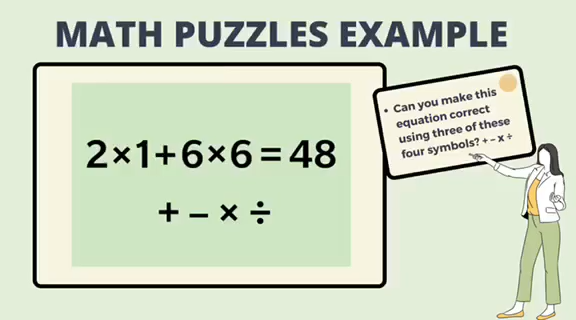 MATH PUZZLES EXAMPLE
2×1+6×6=48
+ – × ÷
• Can you make this
equation correct
using three of these
four symbols? + – x ÷